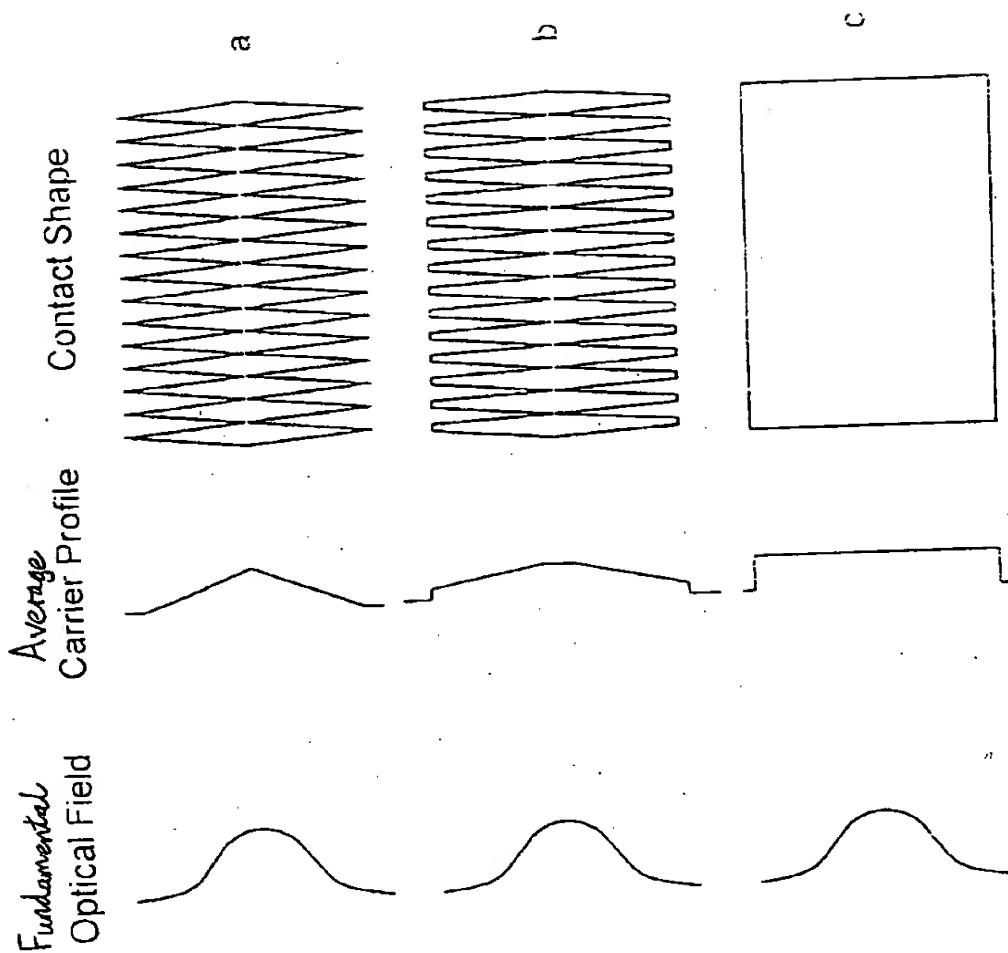 Fundamental
Optical Field
Average
Carrier Profile
Contact Shape
a
b
c